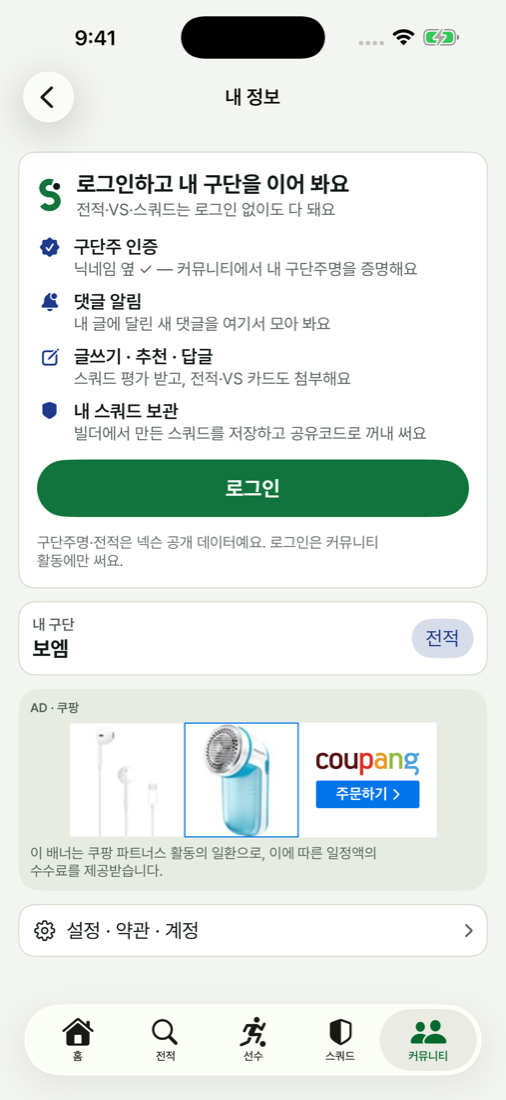 9:41
내 정보
로그인하고 내 구단을 이어 봐요
전적·VS·스쿼드는 로그인 없이도 다 돼요
구단주 인증
닉네임 옆 ✓ — 커뮤니티에서 내 구단주명을 증명해요
댓글 알림
내 글에 달린 새 댓글을 여기서 모아 봐요
글쓰기 · 추천 · 답글
스쿼드 평가 받고, 전적·VS 카드도 첨부해요
내 스쿼드 보관
빌더에서 만든 스쿼드를 저장하고 공유코드로 꺼내 써요
로그인
구단주명·전적은 넥슨 공개 데이터예요. 로그인은 커뮤니티
활동에만 써요.
내 구단
보엠
전적
AD · 쿠팡
coupang
주문하기 >
이 배너는 쿠팡 파트너스 활동의 일환으로, 이에 따른 일정액의
수수료를 제공받습니다.
설정 · 약관 · 계정
홈
전적
선수
스쿼드
커뮤니티